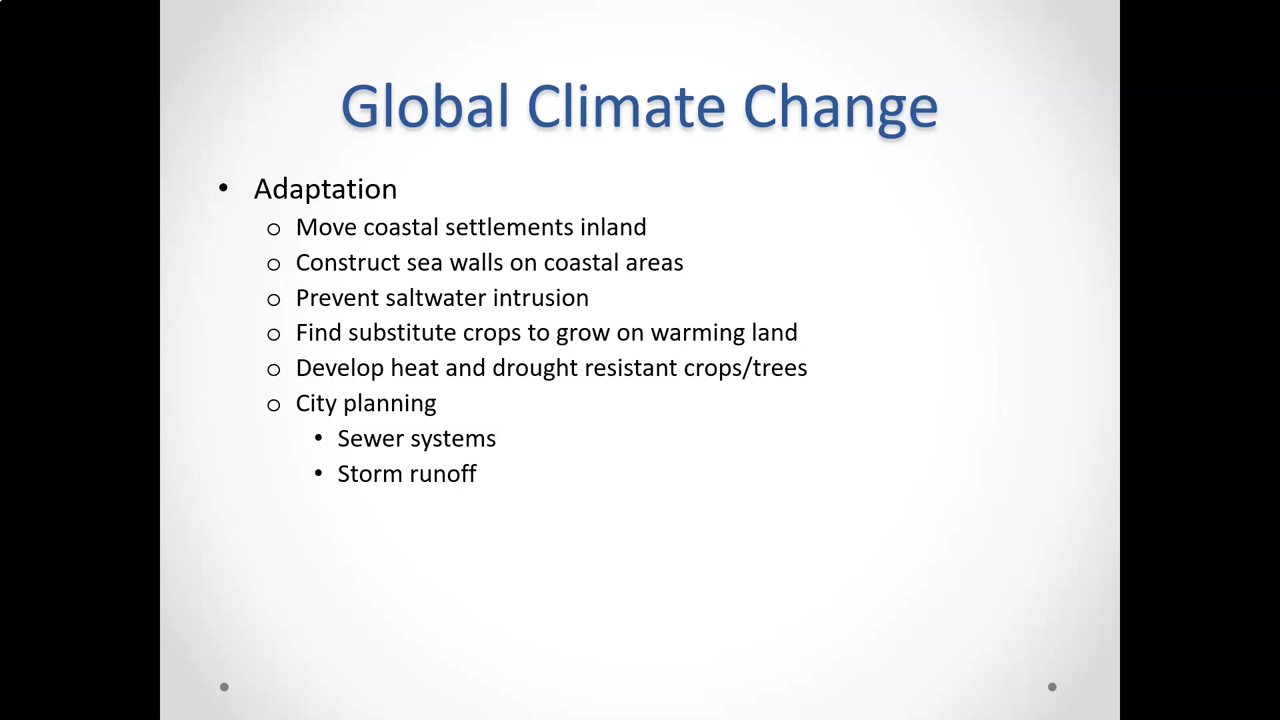 Global Climate Change
• Adaptation
o Move coastal settlements inland
o Construct sea walls on coastal areas
o Prevent saltwater intrusion
o Find substitute crops to grow on warming land
o Develop heat and drought resistant crops/trees
o City planning
• Sewer systems
• Storm runoff